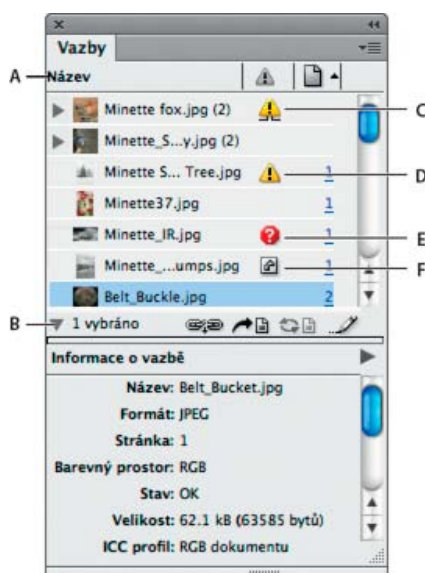 Vazby
A Název
Minette fox.jpg (2) C
Minette_S...y.jpg (2)
Minette S... Tree.jpg 1 D
Minette37.jpg 1
Minette_IR.jpg ? 1 E
Minette_...umps.jpg 1 F
Belt_Buckle.jpg 2
B 1 vybráno
Informace o vazbě
Název: Belt_Bucket.jpg
Formát: JPEG
Stránka: 1
Barevný prostor: RGB
Stav: OK
Velikost: 62.1 kB (63585 bytů)
ICC profil: RGB dokumentu